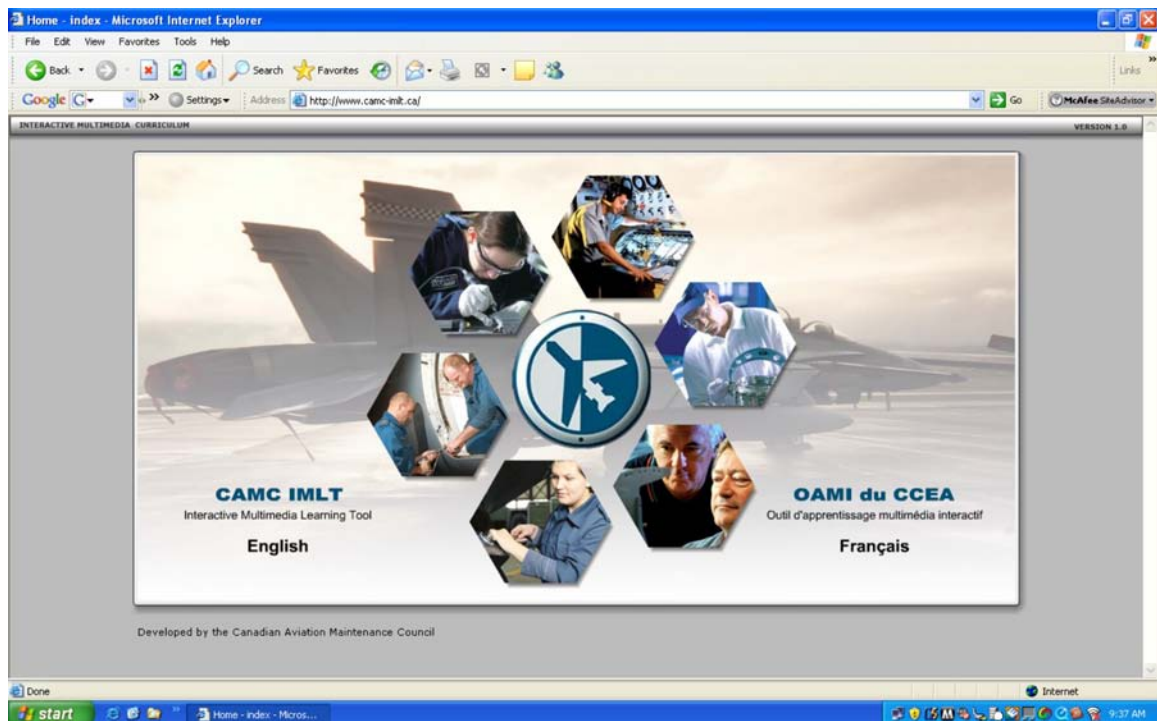 Home - index - Microsoft Internet Explorer
File Edit View Favorites Tools Help
Back Search Favorites Links
Google Settings Address http://www.camc-imlt.ca/ Go McAfee SiteAdvisor
INTERACTIVE MULTIMEDIA CURRICULUM VERSION 1.0
CAMC IMLT OAMI du CCEA
Interactive Multimedia Learning Tool Outil d'apprentissage multimédia interactif
English Français
Developed by the Canadian Aviation Maintenance Council
Done Internet
start Home - index - Micros... 9:37 AM